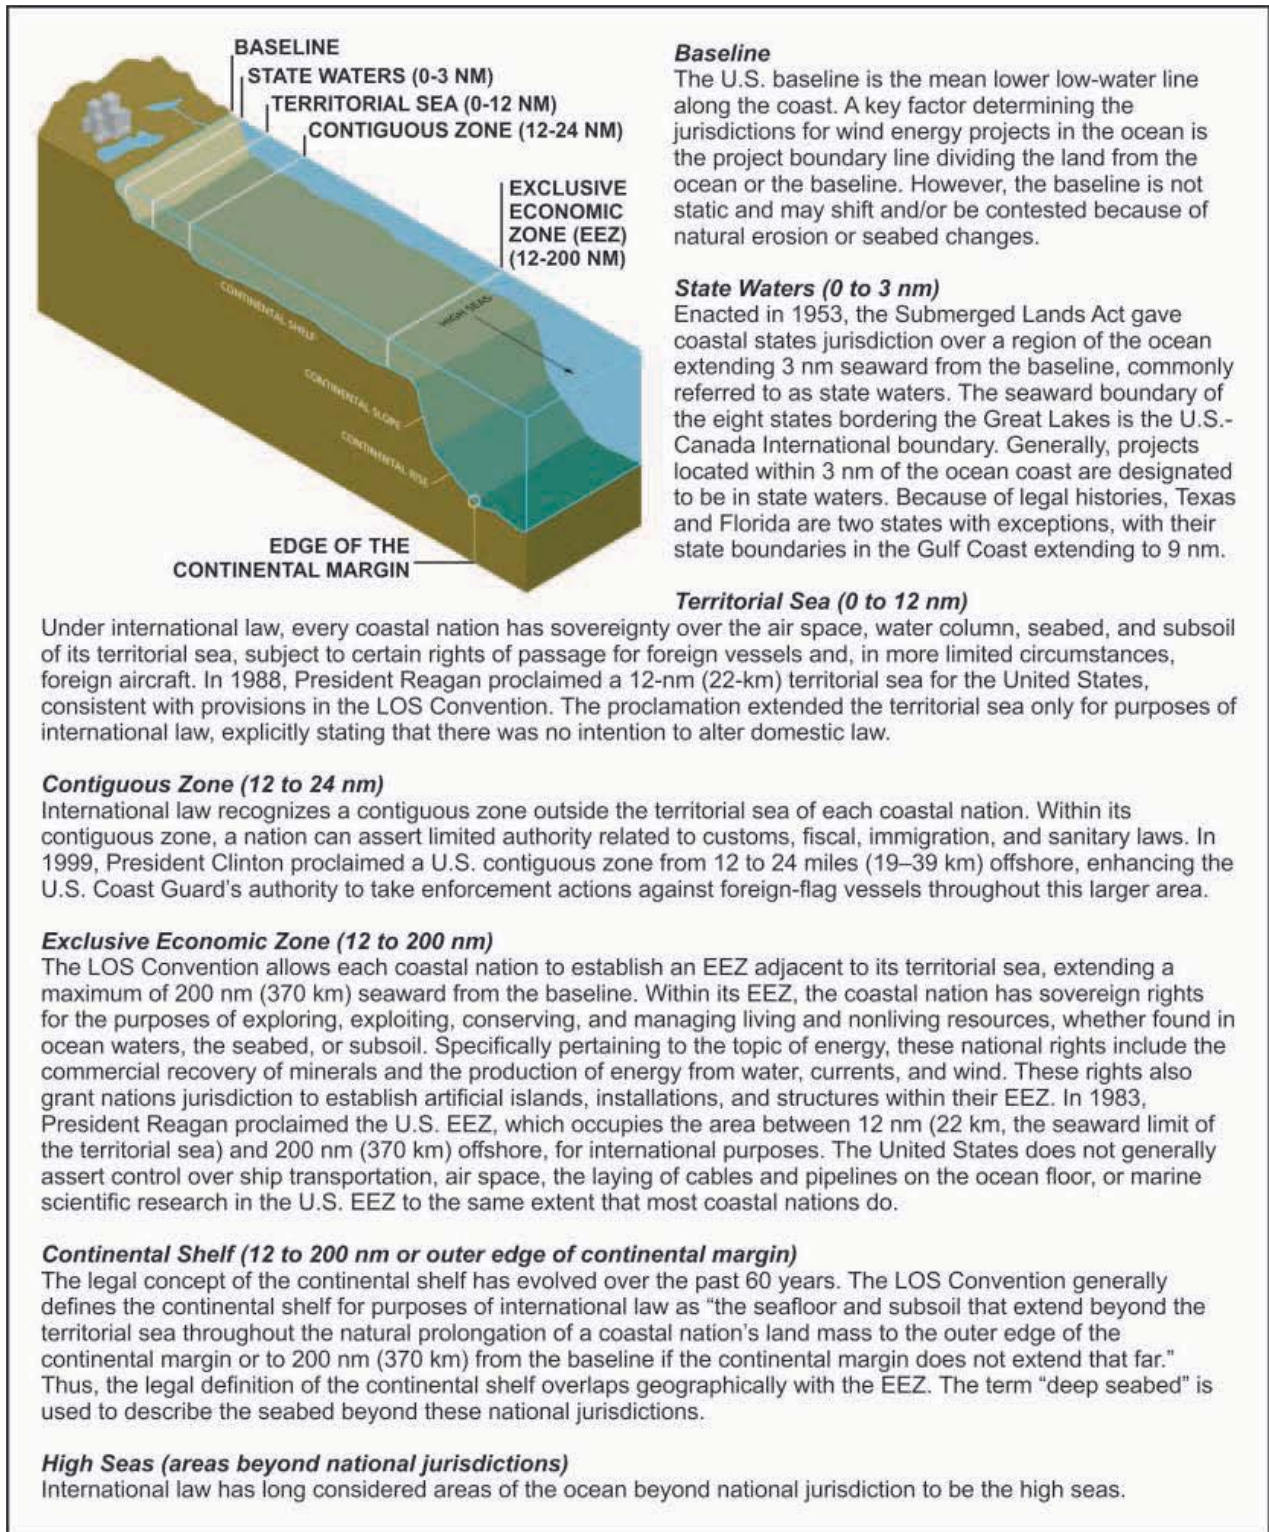 BASELINE
STATE WATERS (0-3 NM)
TERRITORIAL SEA (0-12 NM)
CONTIGUOUS ZONE (12-24 NM)
EXCLUSIVE
ECONOMIC
ZONE (EEZ)
(12-200 NM)
HIGH SEAS
CONTINENTAL SHELF
CONTINENTAL SLOPE
CONTINENTAL RISE
EDGE OF THE
CONTINENTAL MARGIN
Baseline
The U.S. baseline is the mean lower low-water line
along the coast. A key factor determining the
jurisdictions for wind energy projects in the ocean is
the project boundary line dividing the land from the
ocean or the baseline. However, the baseline is not
static and may shift and/or be contested because of
natural erosion or seabed changes.
State Waters (0 to 3 nm)
Enacted in 1953, the Submerged Lands Act gave
coastal states jurisdiction over a region of the ocean
extending 3 nm seaward from the baseline, commonly
referred to as state waters. The seaward boundary of
the eight states bordering the Great Lakes is the U.S.-
Canada International boundary. Generally, projects
located within 3 nm of the ocean coast are designated
to be in state waters. Because of legal histories, Texas
and Florida are two states with exceptions, with their
state boundaries in the Gulf Coast extending to 9 nm.
Territorial Sea (0 to 12 nm)
Under international law, every coastal nation has sovereignty over the air space, water column, seabed, and subsoil
of its territorial sea, subject to certain rights of passage for foreign vessels and, in more limited circumstances,
foreign aircraft. In 1988, President Reagan proclaimed a 12-nm (22-km) territorial sea for the United States,
consistent with provisions in the LOS Convention. The proclamation extended the territorial sea only for purposes of
international law, explicitly stating that there was no intention to alter domestic law.
Contiguous Zone (12 to 24 nm)
International law recognizes a contiguous zone outside the territorial sea of each coastal nation. Within its
contiguous zone, a nation can assert limited authority related to customs, fiscal, immigration, and sanitary laws. In
1999, President Clinton proclaimed a U.S. contiguous zone from 12 to 24 miles (19–39 km) offshore, enhancing the
U.S. Coast Guard's authority to take enforcement actions against foreign-flag vessels throughout this larger area.
Exclusive Economic Zone (12 to 200 nm)
The LOS Convention allows each coastal nation to establish an EEZ adjacent to its territorial sea, extending a
maximum of 200 nm (370 km) seaward from the baseline. Within its EEZ, the coastal nation has sovereign rights
for the purposes of exploring, exploiting, conserving, and managing living and nonliving resources, whether found in
ocean waters, the seabed, or subsoil. Specifically pertaining to the topic of energy, these national rights include the
commercial recovery of minerals and the production of energy from water, currents, and wind. These rights also
grant nations jurisdiction to establish artificial islands, installations, and structures within their EEZ. In 1983,
President Reagan proclaimed the U.S. EEZ, which occupies the area between 12 nm (22 km, the seaward limit of
the territorial sea) and 200 nm (370 km) offshore, for international purposes. The United States does not generally
assert control over ship transportation, air space, the laying of cables and pipelines on the ocean floor, or marine
scientific research in the U.S. EEZ to the same extent that most coastal nations do.
Continental Shelf (12 to 200 nm or outer edge of continental margin)
The legal concept of the continental shelf has evolved over the past 60 years. The LOS Convention generally
defines the continental shelf for purposes of international law as “the seafloor and subsoil that extend beyond the
territorial sea throughout the natural prolongation of a coastal nation's land mass to the outer edge of the
continental margin or to 200 nm (370 km) from the baseline if the continental margin does not extend that far.”
Thus, the legal definition of the continental shelf overlaps geographically with the EEZ. The term “deep seabed” is
used to describe the seabed beyond these national jurisdictions.
High Seas (areas beyond national jurisdictions)
International law has long considered areas of the ocean beyond national jurisdiction to be the high seas.